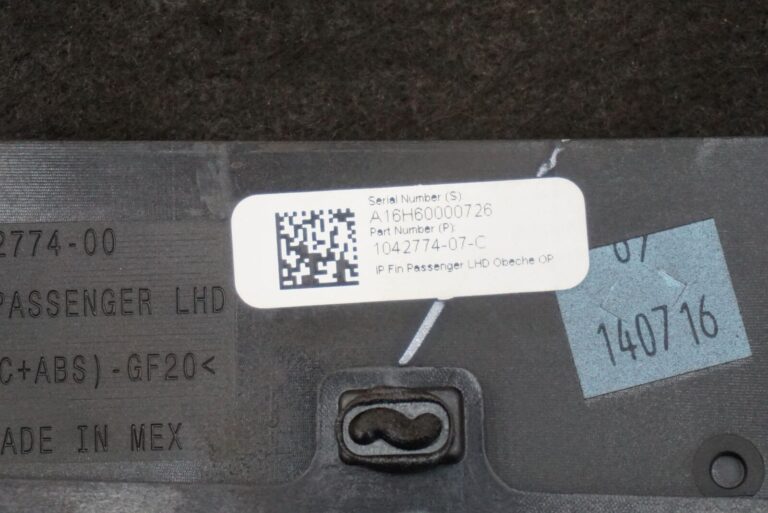 Serial Number (S)
A16H60000726
Part Number (P):
1042774-07-C
IP Fin Passenger LHD Obeche OP
2774-00
PASSENGER LHD
C+ABS)-GF20<
ADE IN MEX
07
140716